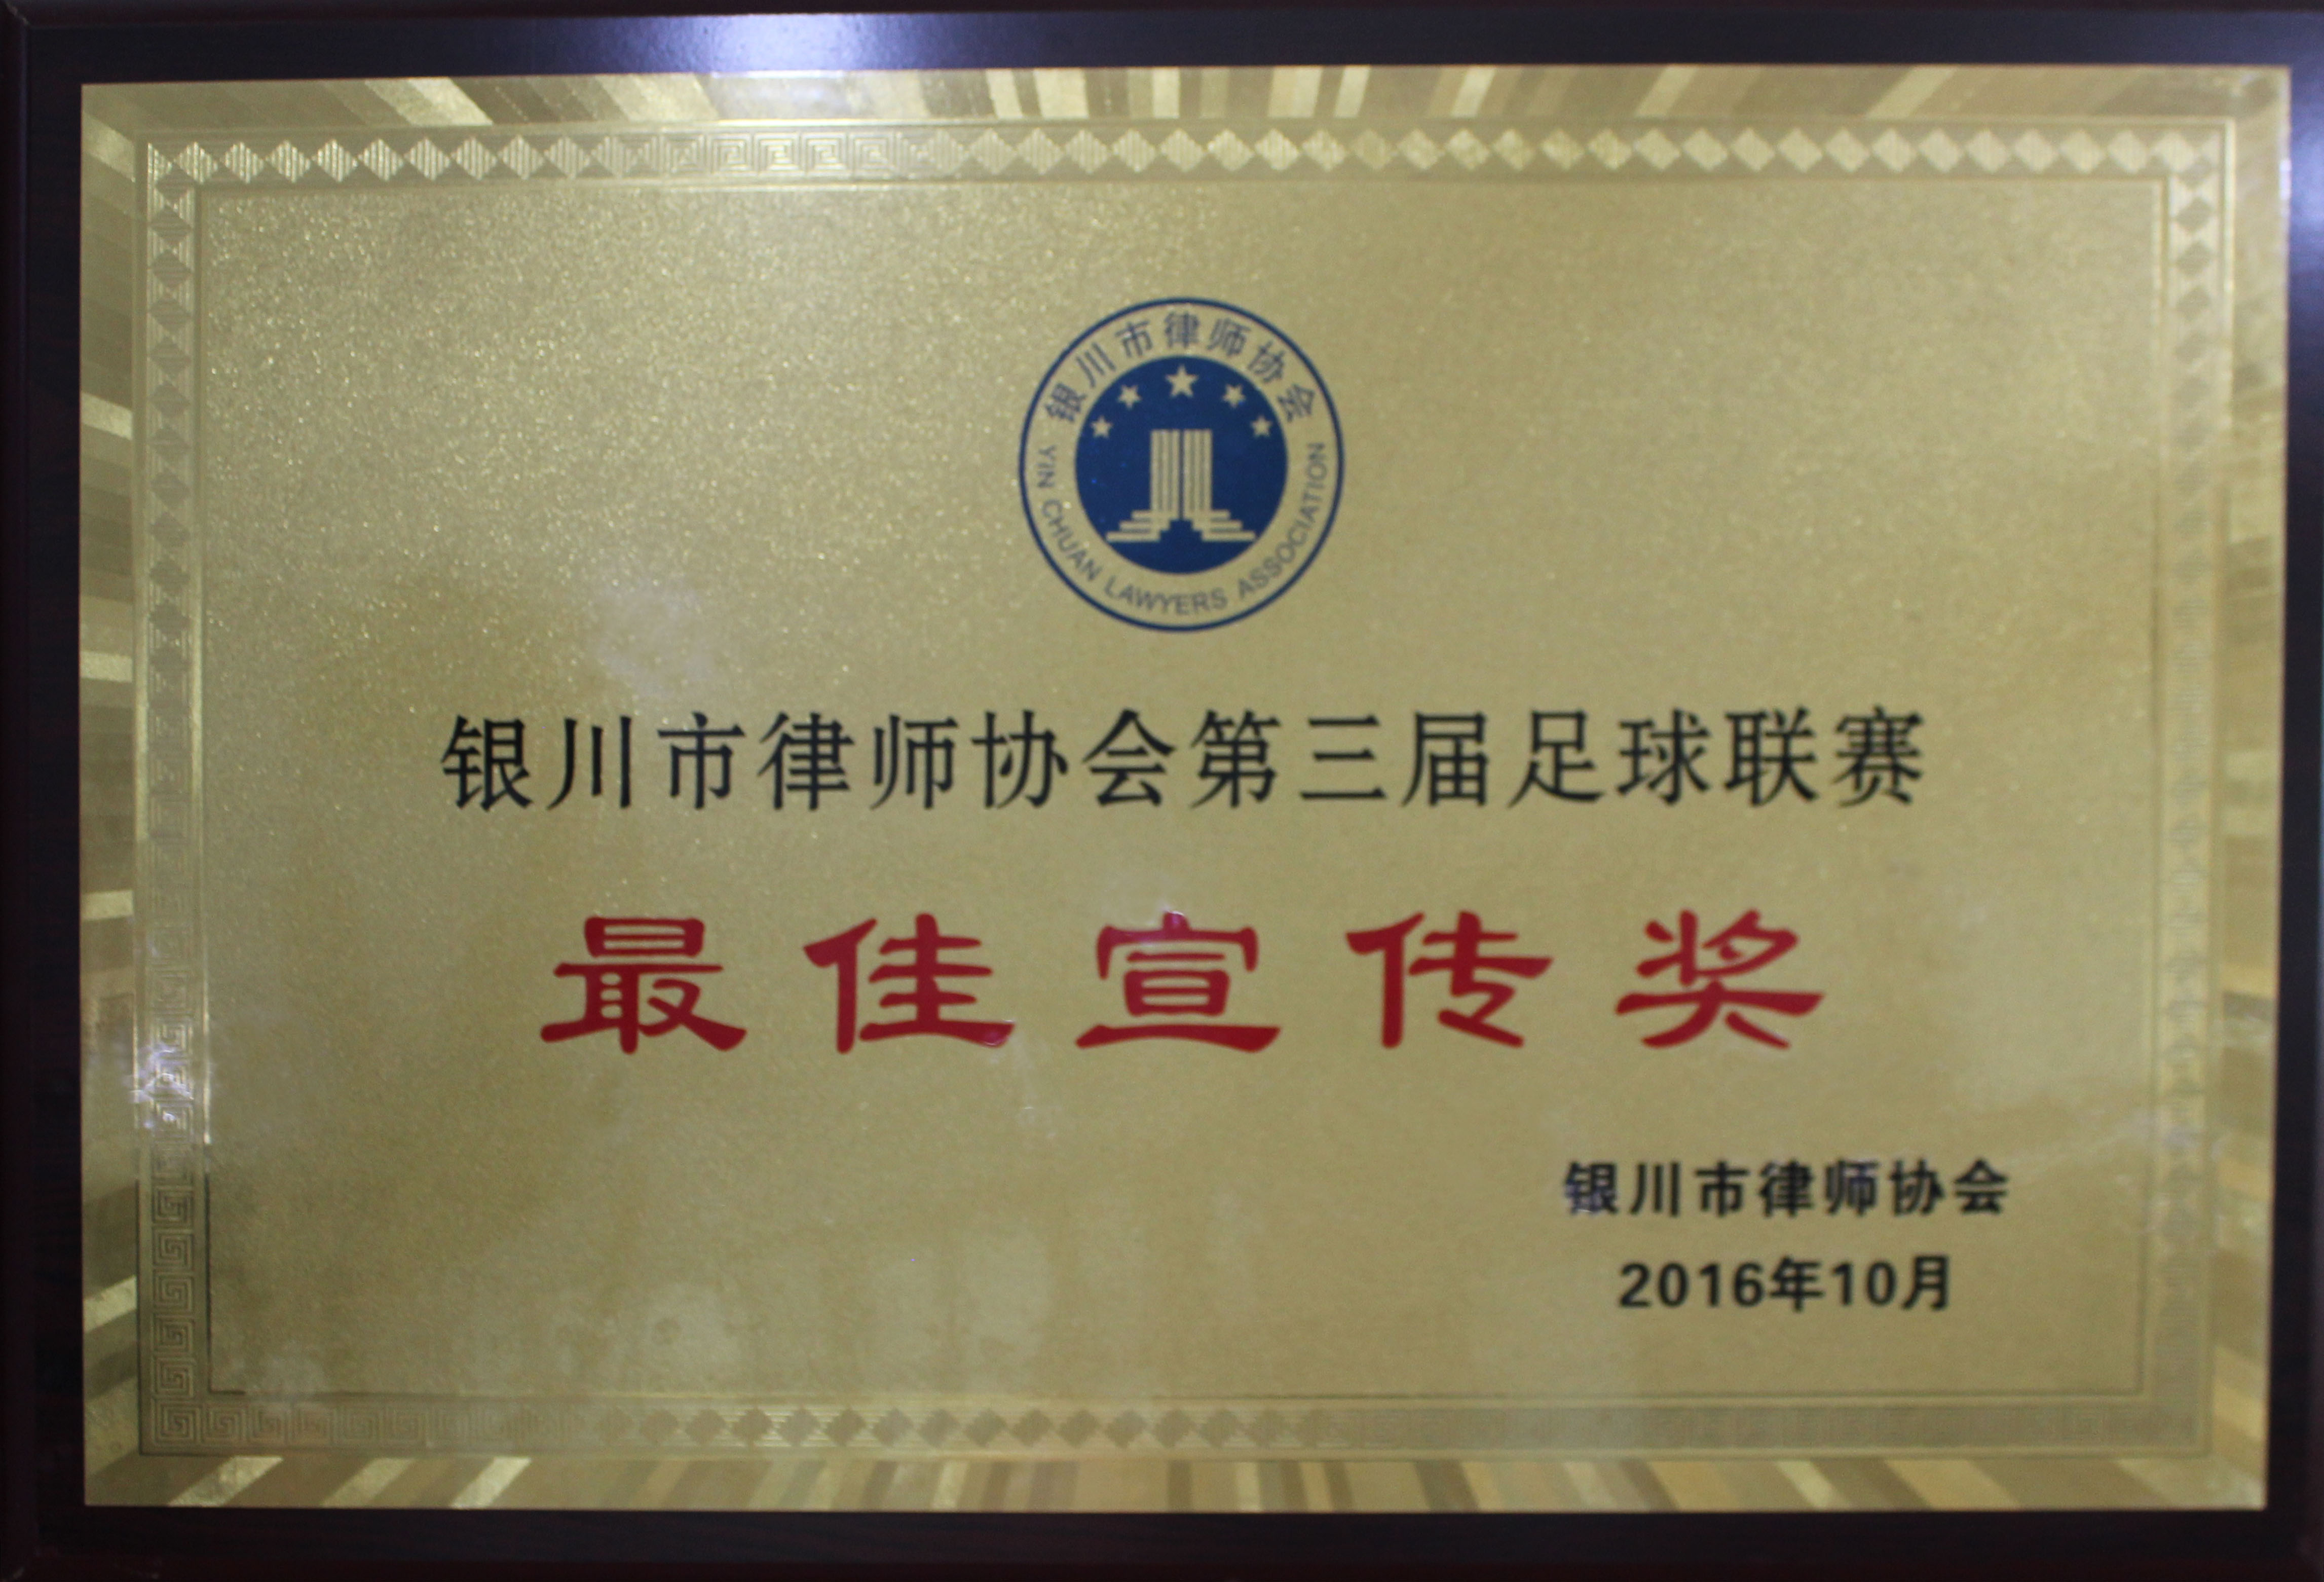 银川市律师协会
YIN CHUAN LAWYERS ASSOCIATION
银川市律师协会第三届足球联赛
最佳宣传奖
银川市律师协会
2016年10月